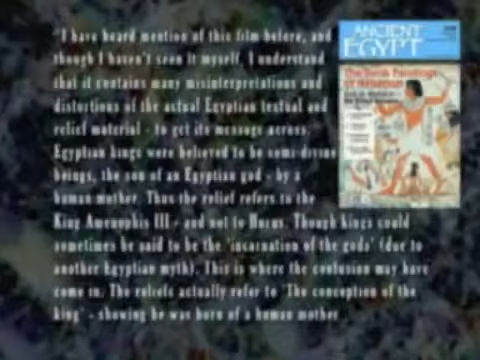 "I have heard mention of this film before, and
though I haven't seen it myself, I understand
that it contains many misinterpretations and
distortions of the actual Egyptian textual and
relief material - to get its message across.
Egyptian kings were believed to be semi-divine
beings, the son of an Egyptian god - by a
human mother. Thus the relief refers to the
King Amenophis III - and not to Horus. Though kings could
sometimes be said to be the 'incarnation of the gods' (due to
another Egyptian myth). This is where the confusion may have
come in. The reliefs actually refer to 'The conception of the
king' - showing he was born of a human mother
ANCIENT
EGYPT
The Tomb Paintings
of Nebamun